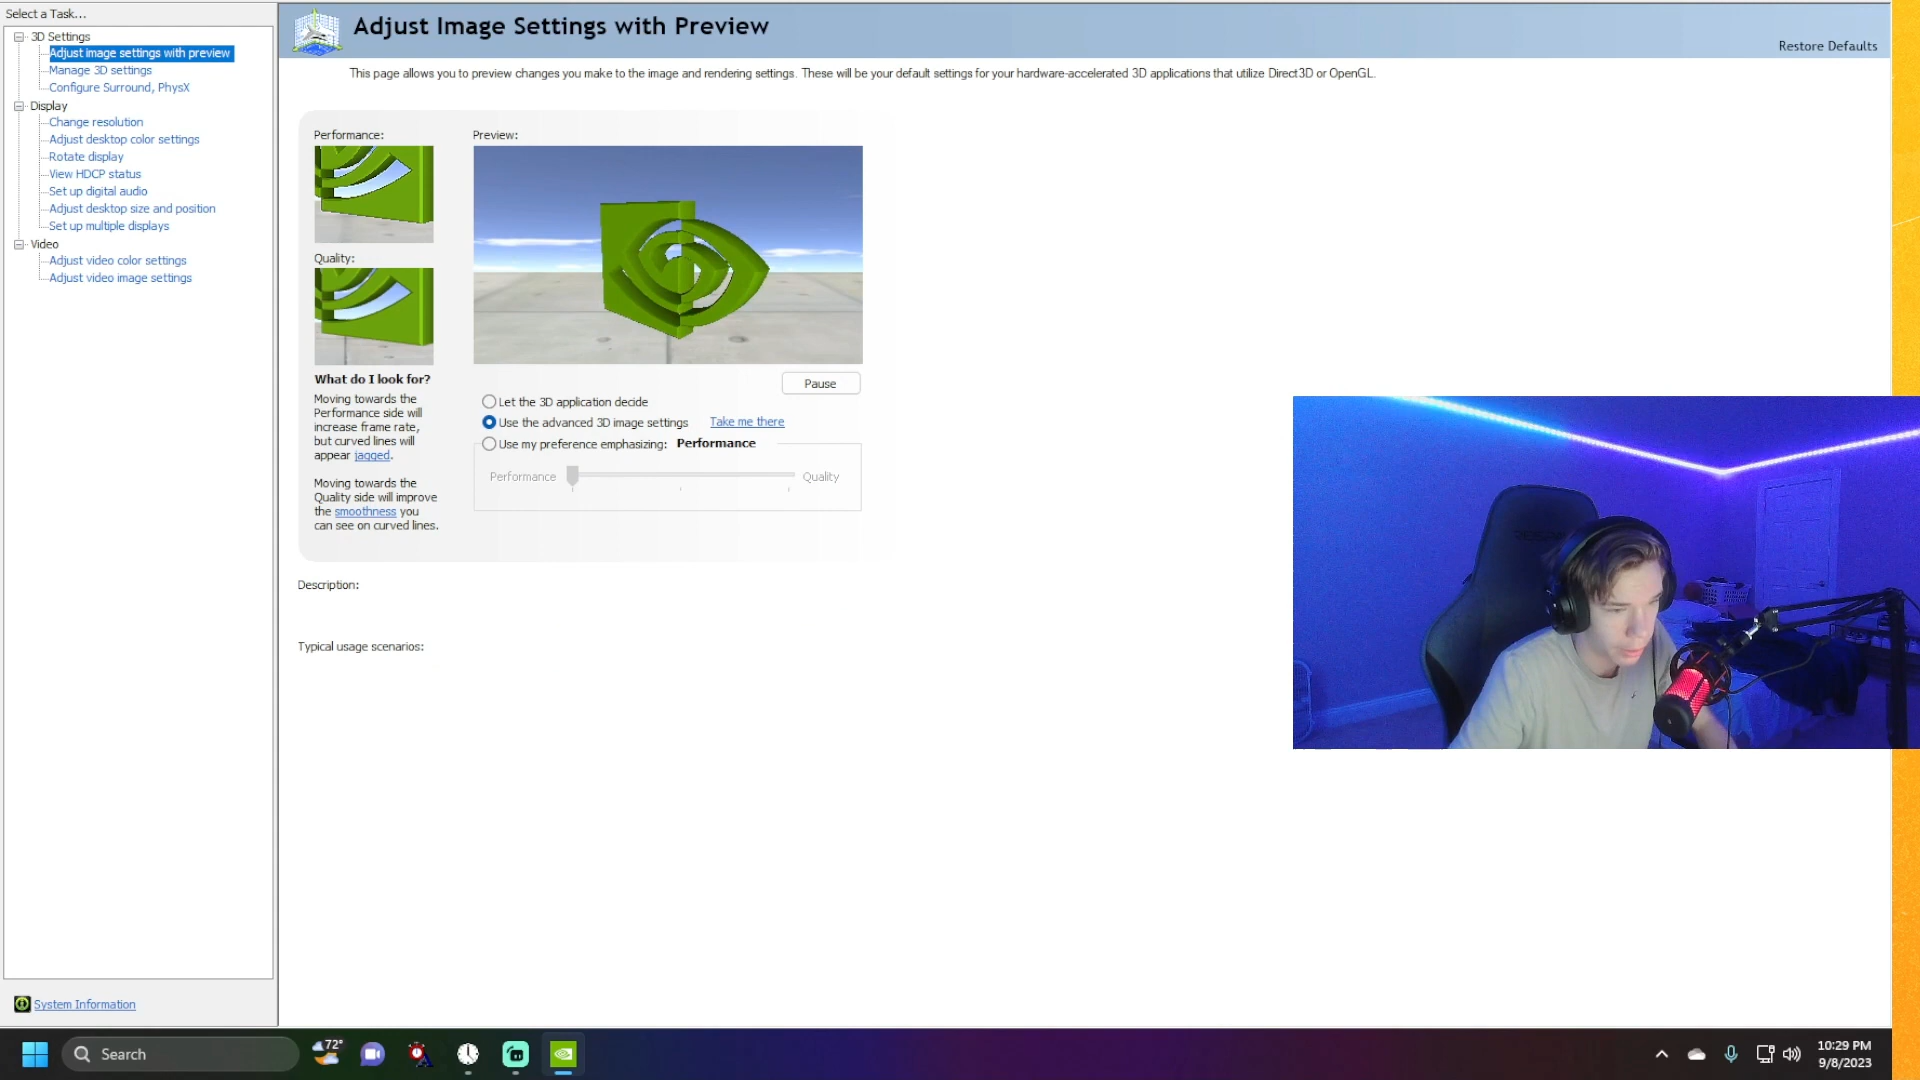 Select a Task...
3D Settings
Adjust image settings with preview
Manage 3D settings
Configure Surround, PhysX
Display
Change resolution
Adjust desktop color settings
Rotate display
View HDCP status
Set up digital audio
Adjust desktop size and position
Set up multiple displays
Video
Adjust video color settings
Adjust video image settings
System Information
Adjust Image Settings with Preview
Restore Defaults
This page allows you to preview changes you make to the image and rendering settings. These will be your default settings for your hardware-accelerated 3D applications that utilize Direct3D or OpenGL.
Performance:
Quality:
What do I look for?
Moving towards the
Performance side will
increase frame rate,
but curved lines will
appear jagged.
Moving towards the
Quality side will improve
the smoothness you
can see on curved lines.
Preview:
Pause
Let the 3D application decide
Use the advanced 3D image settings Take me there
Use my preference emphasizing: Performance
Performance Quality
Description:
Typical usage scenarios:
Search
72°
10:29 PM
9/8/2023